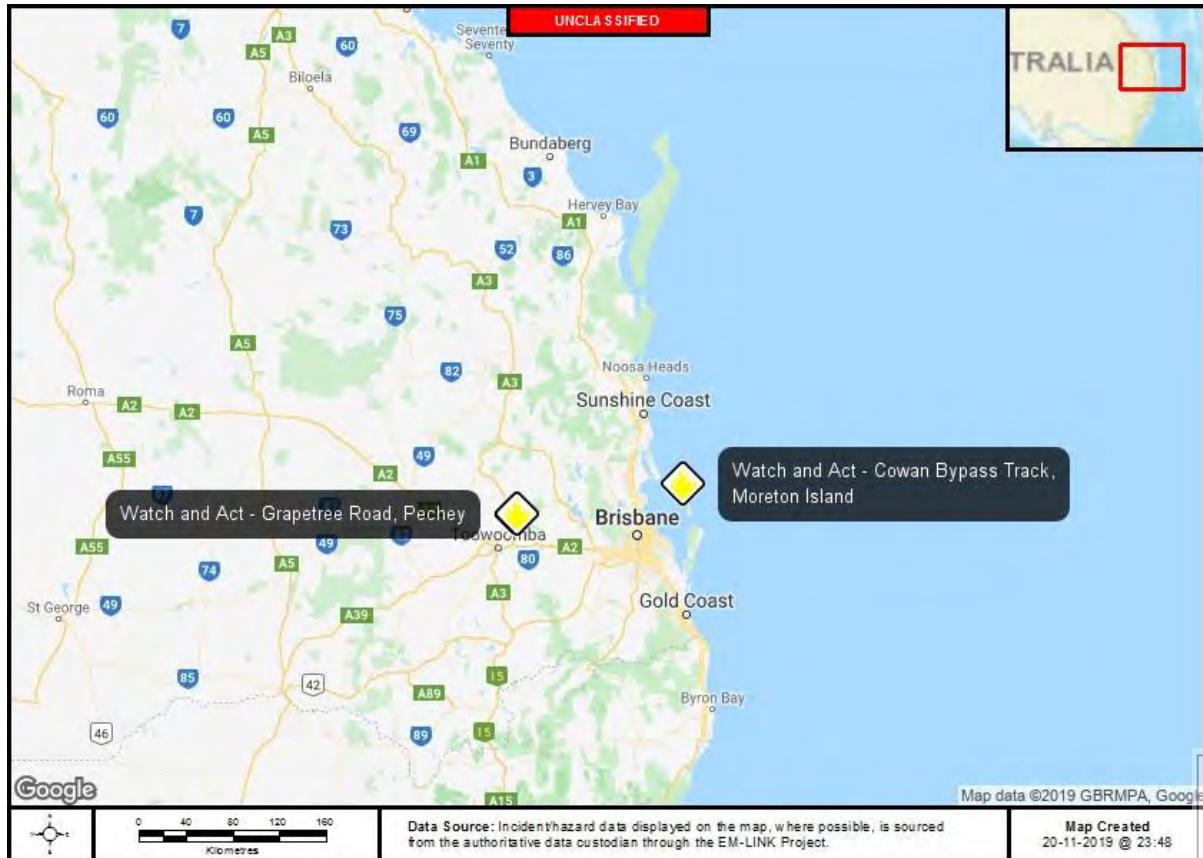 UNCLASSIFIED
7
A3
60
Seventeen
Seventy
A5
Biloela
TRALIA
60
60
A5
69
A1
Bundaberg
3
7
Hervey Bay
A1
73
52
86
A3
75
A5
Noosa Heads
82
A3
Roma
A2
A2
Sunshine Coast
A55
49
A2
Watch and Act - Cowan Bypass Track,
Moreton Island
Watch and Act - Grapetree Road, Pechey
Brisbane
Toowoomba
A55
49
A2
80
A5
74
A3
49
St George
A39
Gold Coast
85
42
15
A89
Byron Bay
46
89
15
A15
Google
Map data ©2019 GBRMPA, Google
0 40 80 120 160
Kilometres
Data Source: Incident/hazard data displayed on the map, where possible, is sourced
from the authoritative data custodian through the EM-LINK Project.
Map Created
20-11-2019 @ 23:48